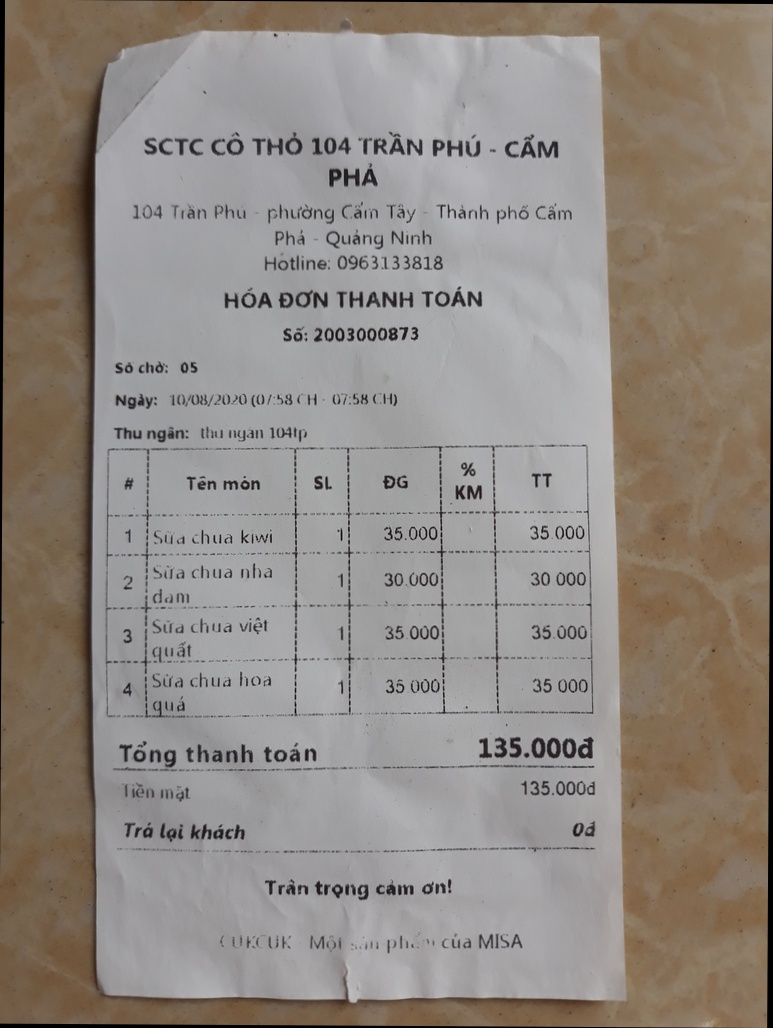 SCTC CÔ THỎ 104 TRẦN PHÚ - CẨM
PHẢ
104 Trần Phú - phường Cẩm Tây - Thành phố Cẩm
Phả - Quảng Ninh
Hotline: 0963133818
HÓA ĐƠN THANH TOÁN
Số: 2003000873
Số chờ: 05
Ngày: 10/08/2020 (07:58 CH - 07:58 CH)
Thu ngân: thu ngân 104tp
# Tên món SL ĐG % KM TT
1 Sữa chua kiwi 1 35.000 35.000
2 Sữa chua nha 1 30.000 30.000
đam
3 Sữa chua việt 1 35.000 35.000
quất
4 Sữa chua hoa 1 35.000 35.000
quả
Tổng thanh toán 135.000đ
Tiền mặt 135.000đ
Trả lại khách 0đ
Trân trọng cảm ơn!
CUKCUK - Một sản phẩm của MISA